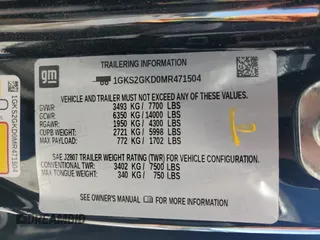 gm
TRAILERING INFORMATION
1GKS2GKD0MR471504
VEHICLE AND TRAILER MUST NOT EXCEED ANY OF THESE WEIGHTS:
GVWR: 3493 KG / 7700 LBS
GCWR: 6350 KG / 14000 LBS
RGAWR: 1950 KG / 4300 LBS
CUPB WEIGHT: 2721 KG / 5998 LBS
MAX PAYLOAD: 772 KG / 1702 LBS
SAE J2807 TRAILER WEIGHT RATING (TWR) FOR VEHICLE CONFIGURATION.
CONVENTIONAL TWR: 3402 KG / 7500 LBS
MAX TONGUE WEIGHT: 340 KG / 750 LBS
SEE OWNER'S MANUAL
1GKS2GKD0MR471504